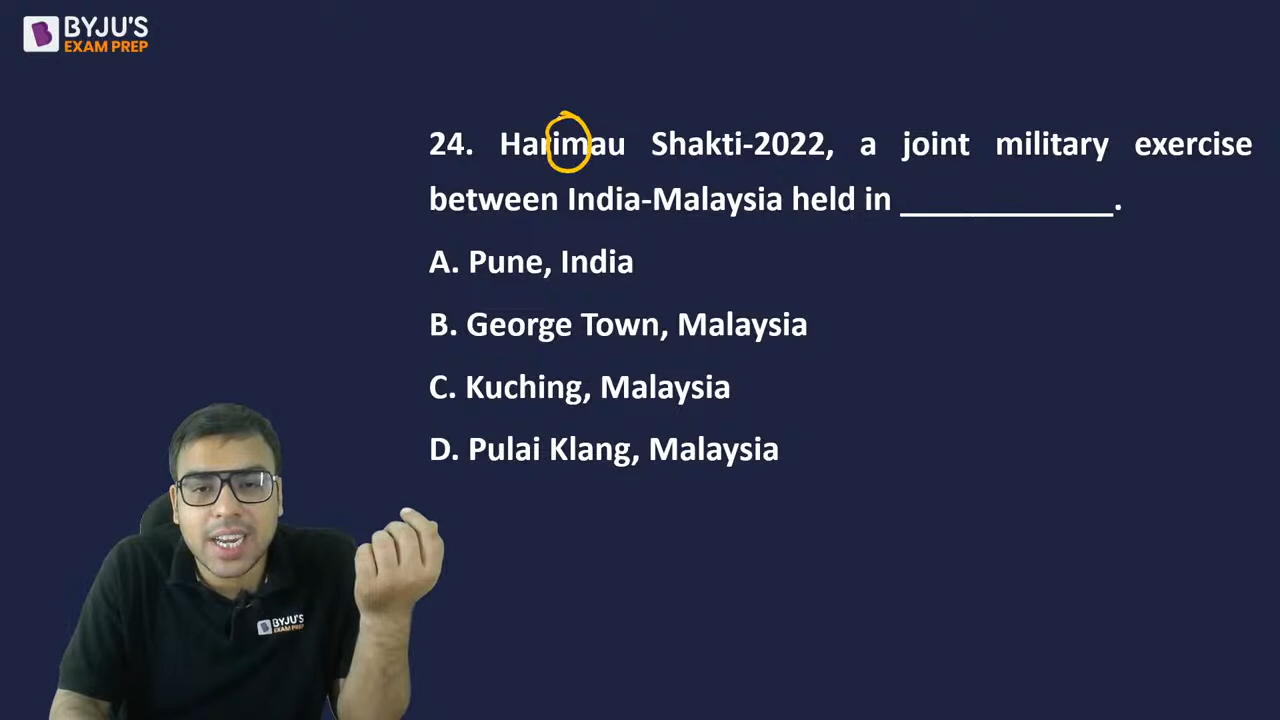 BYJU'S
EXAM PREP
24. Harimau Shakti-2022, a joint military exercise
between India-Malaysia held in _____________.
A. Pune, India
B. George Town, Malaysia
C. Kuching, Malaysia
D. Pulai Klang, Malaysia
BYJU'S
EXAM PREP